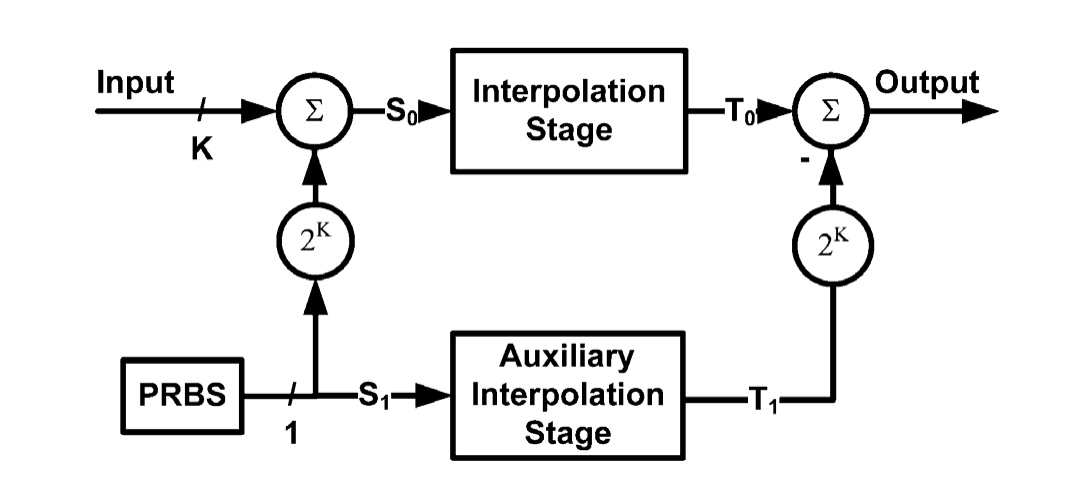 Input
K
Σ
S₀
Interpolation
Stage
T₀
Σ
Output
-
2ᴷ
2ᴷ
PRBS
1
S₁
Auxiliary
Interpolation
Stage
T₁